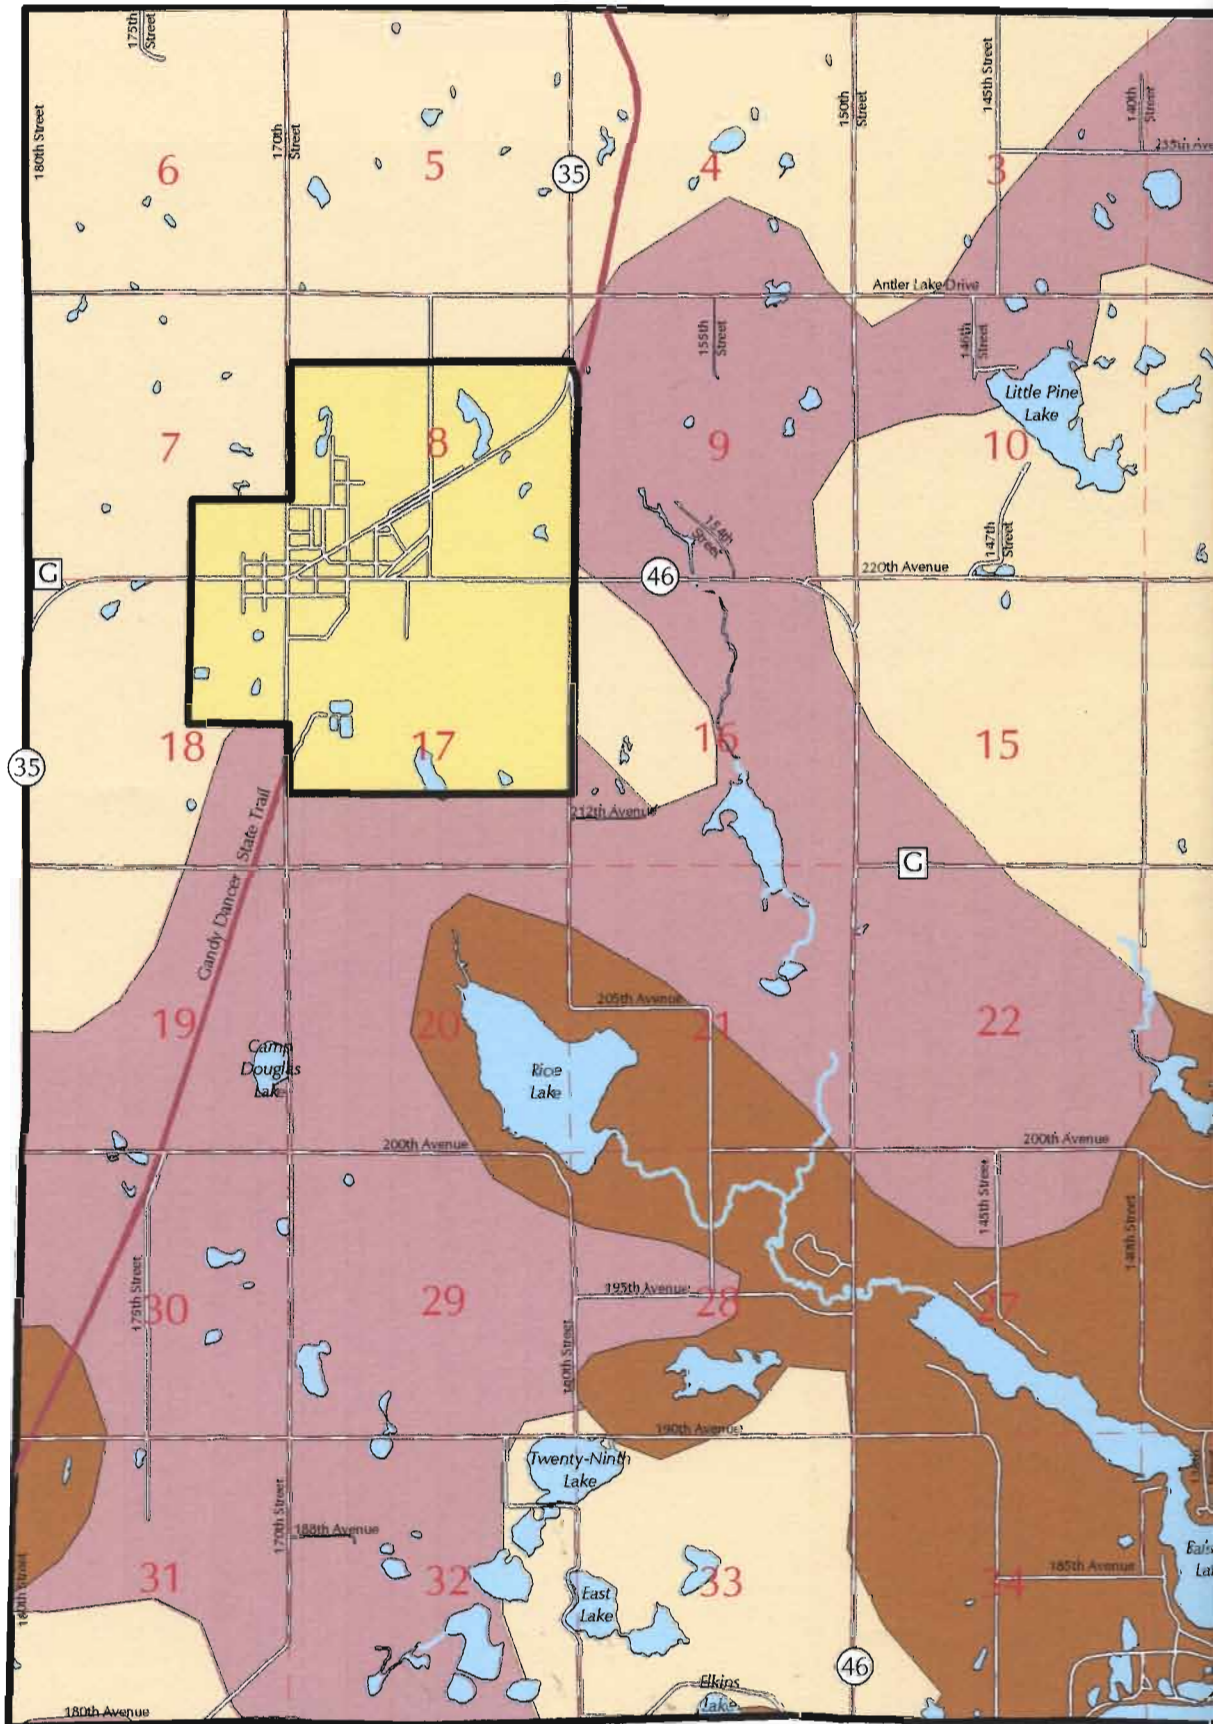 175th
Street
180th Street
170th
Street
35
150th
Street
145th Street
140th
Street
235th Ave
6
5
4
3
Antler Lake Drive
155th
Street
146th
Street
Little Pine
Lake
7
8
9
10
154th
Street
147th
Street
G
46
220th Avenue
18
17
16
15
35
212th Avenue
G
Gandy Dancer State Trail
205th Avenue
19
20
21
22
Camp
Douglas
Lake
Rice
Lake
200th Avenue
200th Avenue
145th Street
140th Street
175th Street
195th Avenue
30
29
28
27
160th Street
190th Avenue
Twenty-Ninth
Lake
170th Street
188th Avenue
185th Avenue
31
32
33
34
180th Street
East
Lake
46
Elkins
Lake
180th Avenue